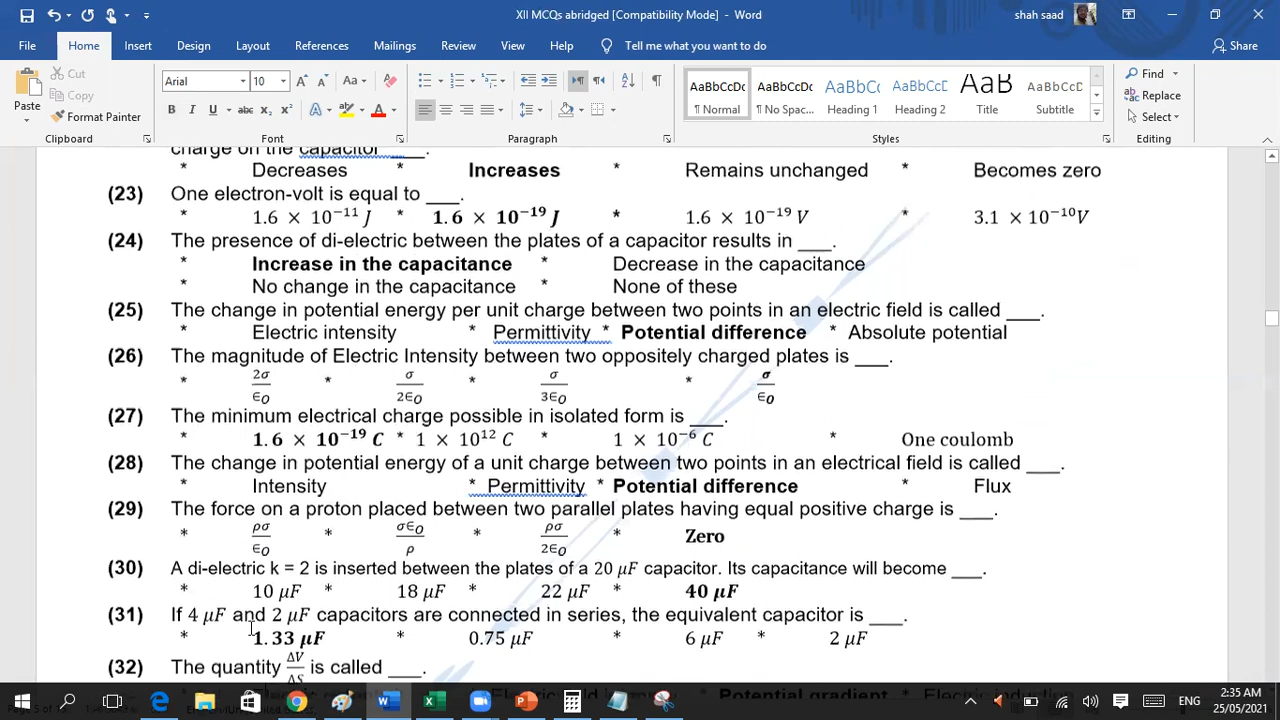 XII MCQs abridged [Compatibility Mode] - Word
shah saad
File Home Insert Design Layout References Mailings Review View Help Tell me what you want to do Share
Paste
Cut
Copy
Format Painter
Clipboard
Arial 10
Font
Paragraph
AaBbCcDc ¶ Normal
AaBbCcDc ¶ No Spac...
AaBbCc Heading 1
AaBbCcC Heading 2
AaB Title
AaBbCcD Subtitle
Styles
Find
Replace
Select
Editing
charge on the capacitor ___.
* Decreases * Increases * Remains unchanged * Becomes zero
(23) One electron-volt is equal to ___.
* 1.6 × 10⁻¹¹ J * 1.6 × 10⁻¹⁹ J * 1.6 × 10⁻¹⁹ V * 3.1 × 10⁻¹⁰ V
(24) The presence of di-electric between the plates of a capacitor results in ___.
* Increase in the capacitance * Decrease in the capacitance
* No change in the capacitance * None of these
(25) The change in potential energy per unit charge between two points in an electric field is called ___.
* Electric intensity * Permittivity * Potential difference * Absolute potential
(26) The magnitude of Electric Intensity between two oppositely charged plates is ___.
* 2σ/∈O * σ/2∈O * σ/3∈O * σ/∈O
(27) The minimum electrical charge possible in isolated form is ___.
* 1.6 × 10⁻¹⁹ C * 1 × 10¹² C * 1 × 10⁻⁶ C * One coulomb
(28) The change in potential energy of a unit charge between two points in an electrical field is called ___.
* Intensity * Permittivity * Potential difference * Flux
(29) The force on a proton placed between two parallel plates having equal positive charge is ___.
* ρσ/∈O * σ∈O/ρ * ρσ/2∈O * Zero
(30) A di-electric k = 2 is inserted between the plates of a 20 μF capacitor. Its capacitance will become ___.
* 10 μF * 18 μF * 22 μF * 40 μF
(31) If 4 μF and 2 μF capacitors are connected in series, the equivalent capacitor is ___.
* 1.33 μF * 0.75 μF * 6 μF * 2 μF
(32) The quantity ΔV/ΔS is called ___.
Potential gradient
ENG
2:35 AM
25/05/2021